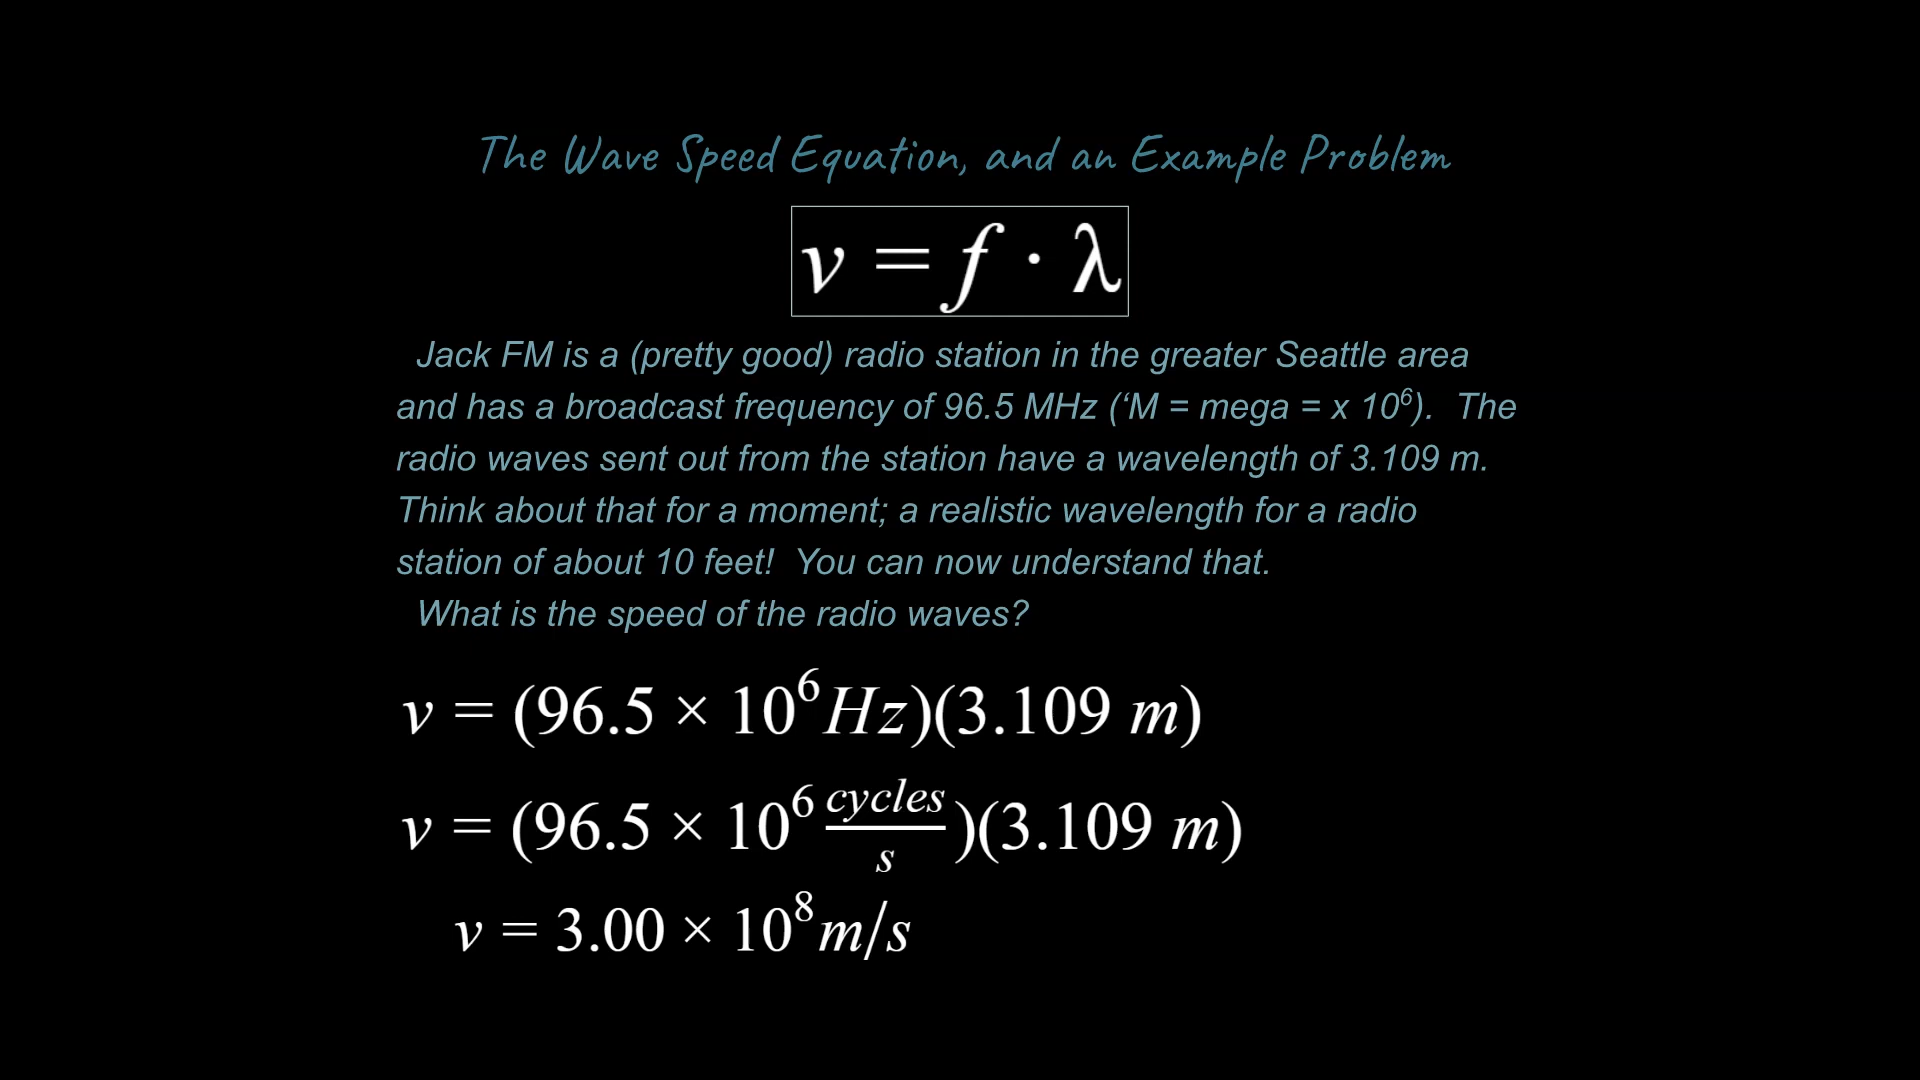 The Wave Speed Equation, and an Example Problem
v = f · λ
Jack FM is a (pretty good) radio station in the greater Seattle area
and has a broadcast frequency of 96.5 MHz (‘M = mega = x 10⁶).  The
radio waves sent out from the station have a wavelength of 3.109 m.
Think about that for a moment; a realistic wavelength for a radio
station of about 10 feet!  You can now understand that.
What is the speed of the radio waves?
v = (96.5 × 10⁶Hz)(3.109 m)
v = (96.5 × 10⁶ cycles/s)(3.109 m)
v = 3.00 × 10⁸m/s